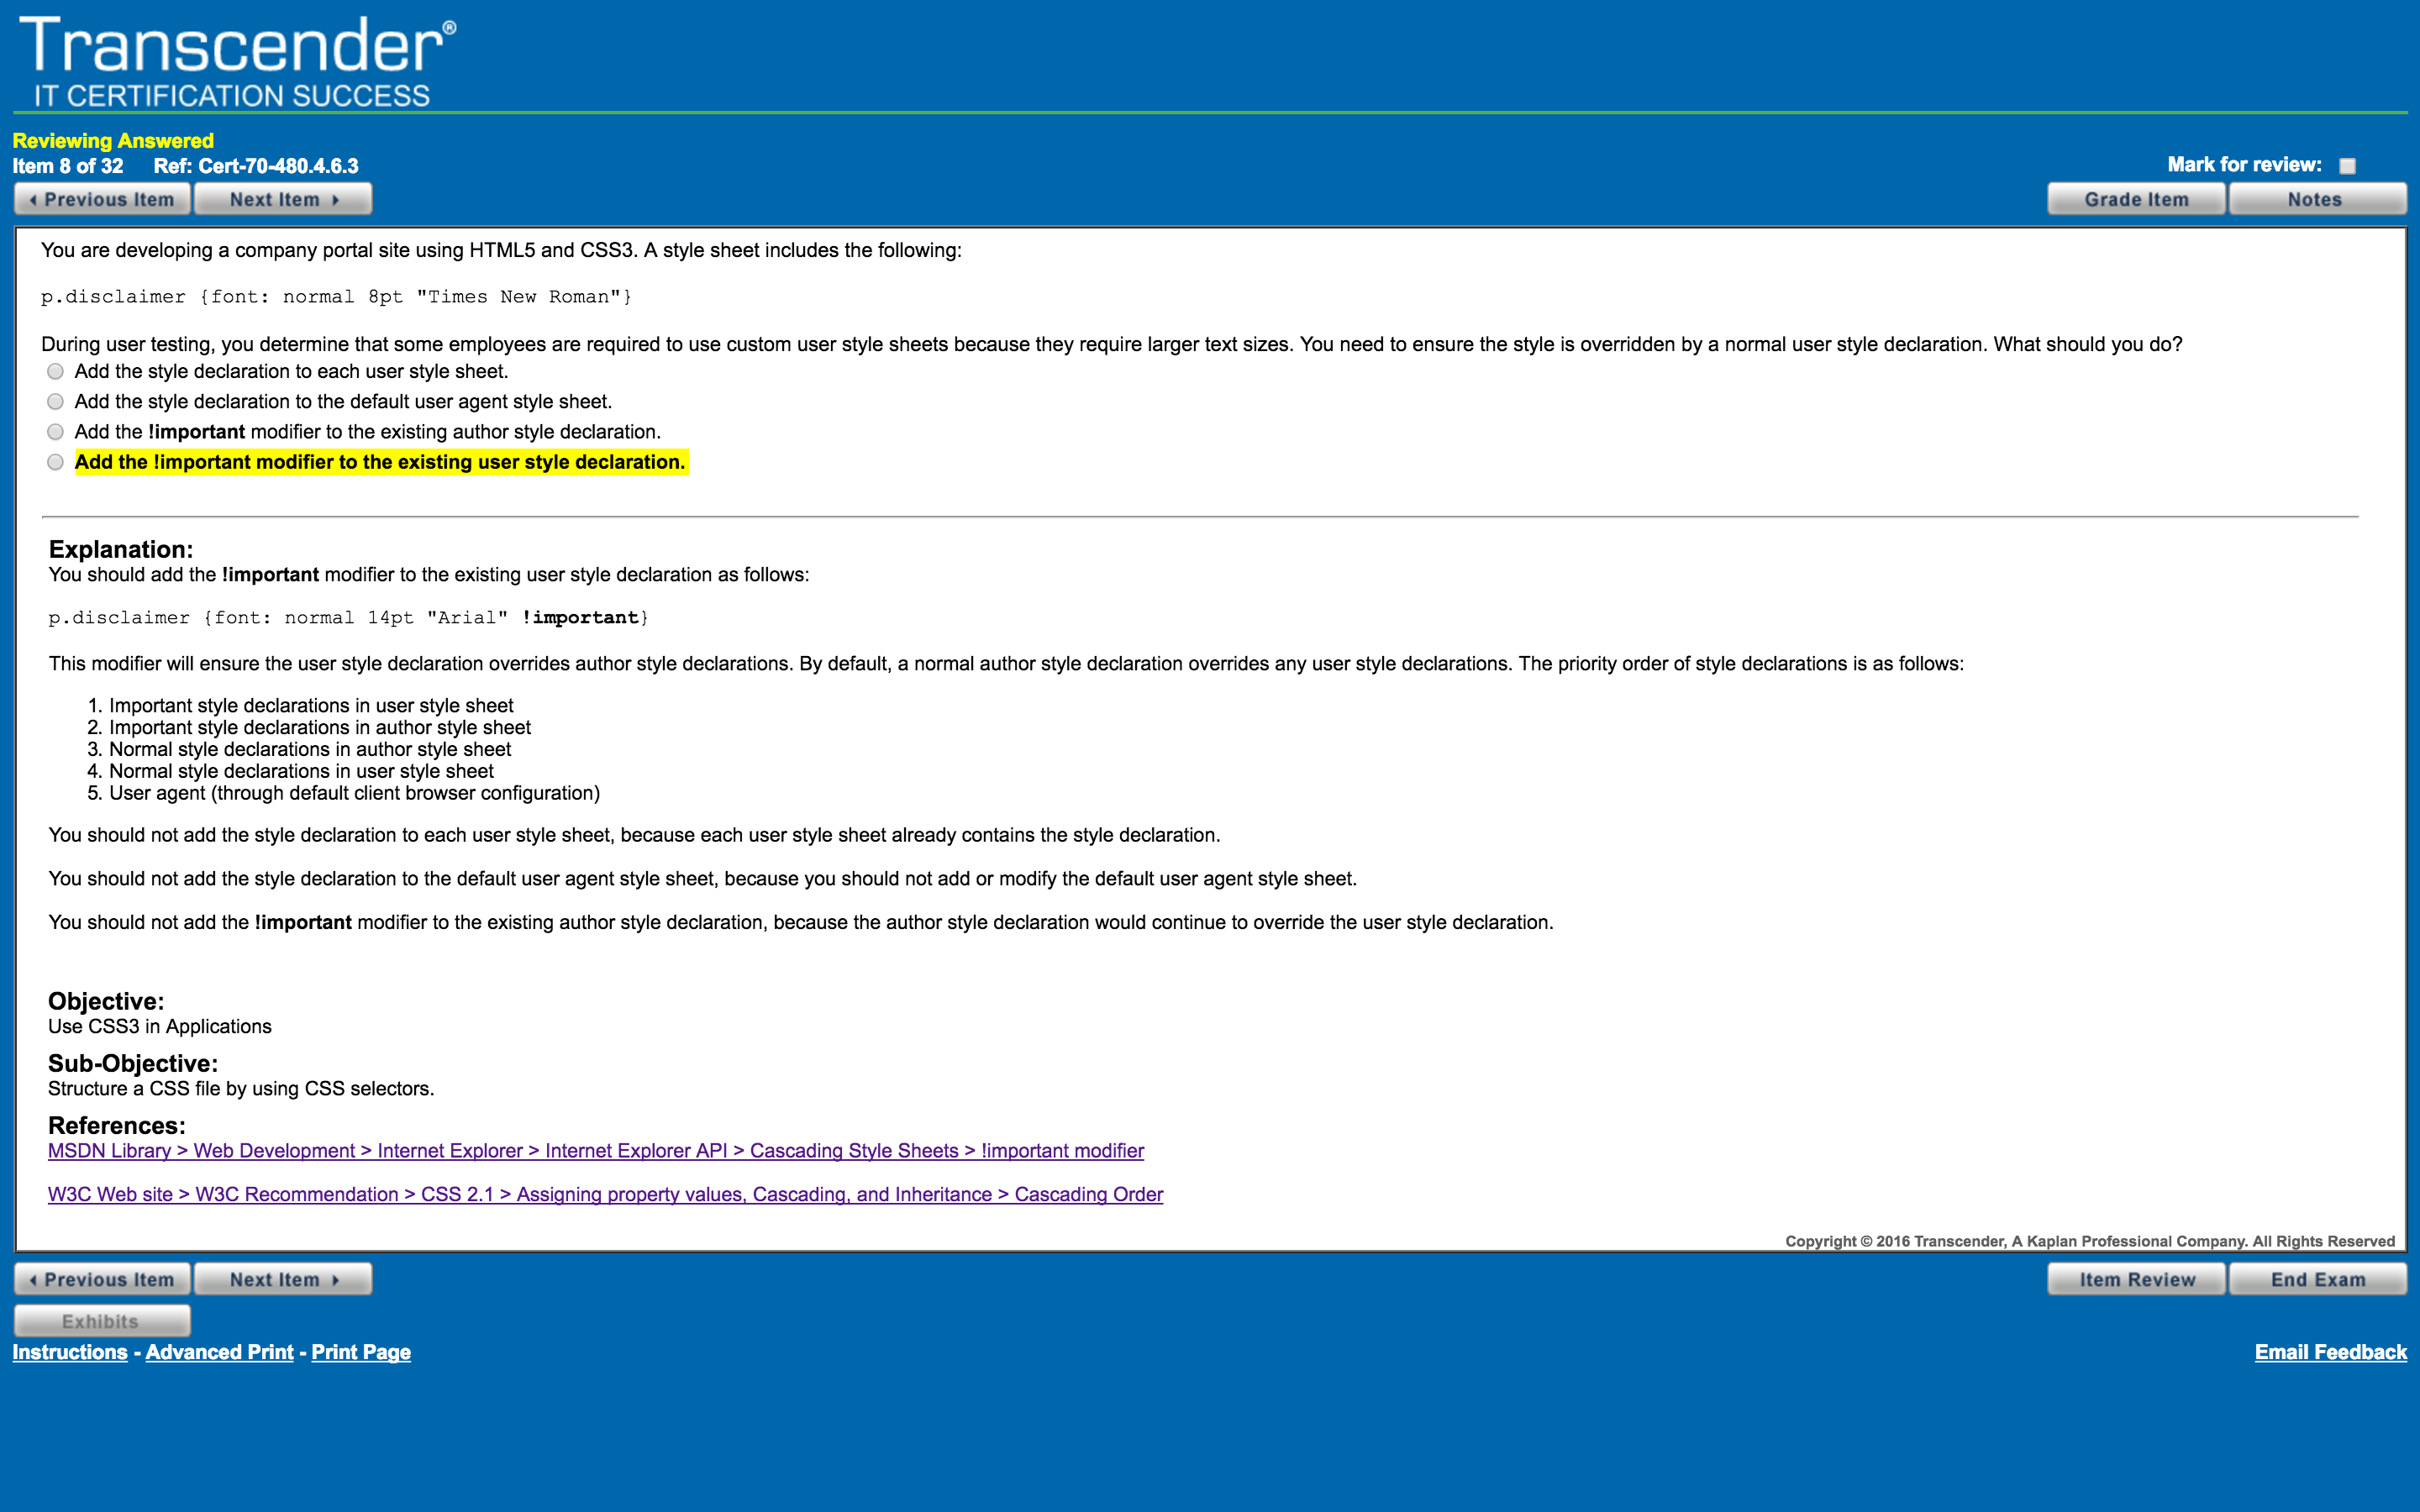 Transcender®
IT CERTIFICATION SUCCESS
Reviewing Answered
Item 8 of 32 Ref: Cert-70-480.4.6.3
Mark for review:
Previous Item Next Item Grade Item Notes
You are developing a company portal site using HTML5 and CSS3. A style sheet includes the following:
p.disclaimer {font: normal 8pt "Times New Roman"}
During user testing, you determine that some employees are required to use custom user style sheets because they require larger text sizes. You need to ensure the style is overridden by a normal user style declaration. What should you do?
Add the style declaration to each user style sheet.
Add the style declaration to the default user agent style sheet.
Add the !important modifier to the existing author style declaration.
Add the !important modifier to the existing user style declaration.
Explanation:
You should add the !important modifier to the existing user style declaration as follows:
p.disclaimer {font: normal 14pt "Arial" !important}
This modifier will ensure the user style declaration overrides author style declarations. By default, a normal author style declaration overrides any user style declarations. The priority order of style declarations is as follows:
1. Important style declarations in user style sheet
2. Important style declarations in author style sheet
3. Normal style declarations in author style sheet
4. Normal style declarations in user style sheet
5. User agent (through default client browser configuration)
You should not add the style declaration to each user style sheet, because each user style sheet already contains the style declaration.
You should not add the style declaration to the default user agent style sheet, because you should not add or modify the default user agent style sheet.
You should not add the !important modifier to the existing author style declaration, because the author style declaration would continue to override the user style declaration.
Objective:
Use CSS3 in Applications
Sub-Objective:
Structure a CSS file by using CSS selectors.
References:
MSDN Library > Web Development > Internet Explorer > Internet Explorer API > Cascading Style Sheets > !important modifier
W3C Web site > W3C Recommendation > CSS 2.1 > Assigning property values, Cascading, and Inheritance > Cascading Order
Copyright © 2016 Transcender, A Kaplan Professional Company. All Rights Reserved
Previous Item Next Item Item Review End Exam
Exhibits
Instructions - Advanced Print - Print Page Email Feedback